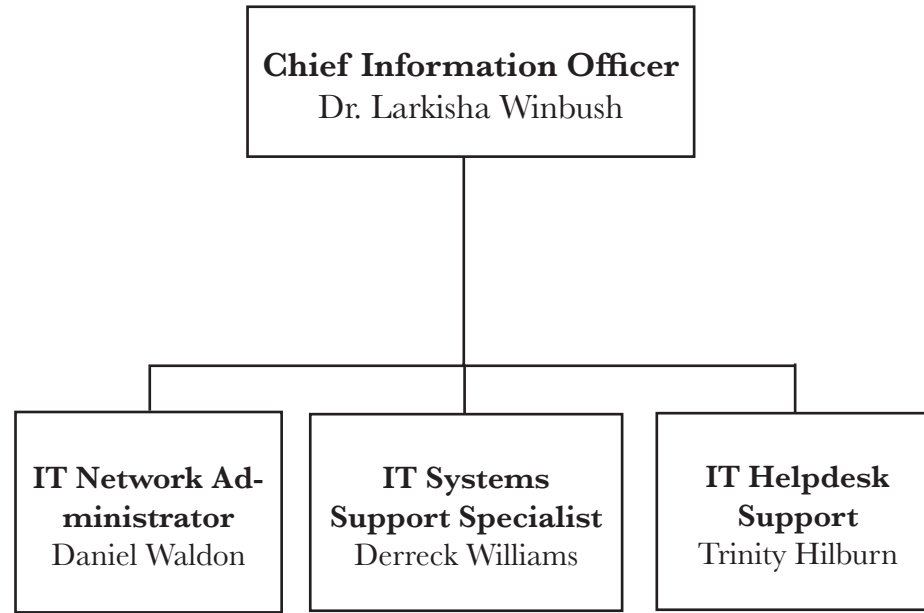 Chief Information Officer
Dr. Larkisha Winbush
IT Network Ad-
ministrator
Daniel Waldon
IT Systems
Support Specialist
Derreck Williams
IT Helpdesk
Support
Trinity Hilburn